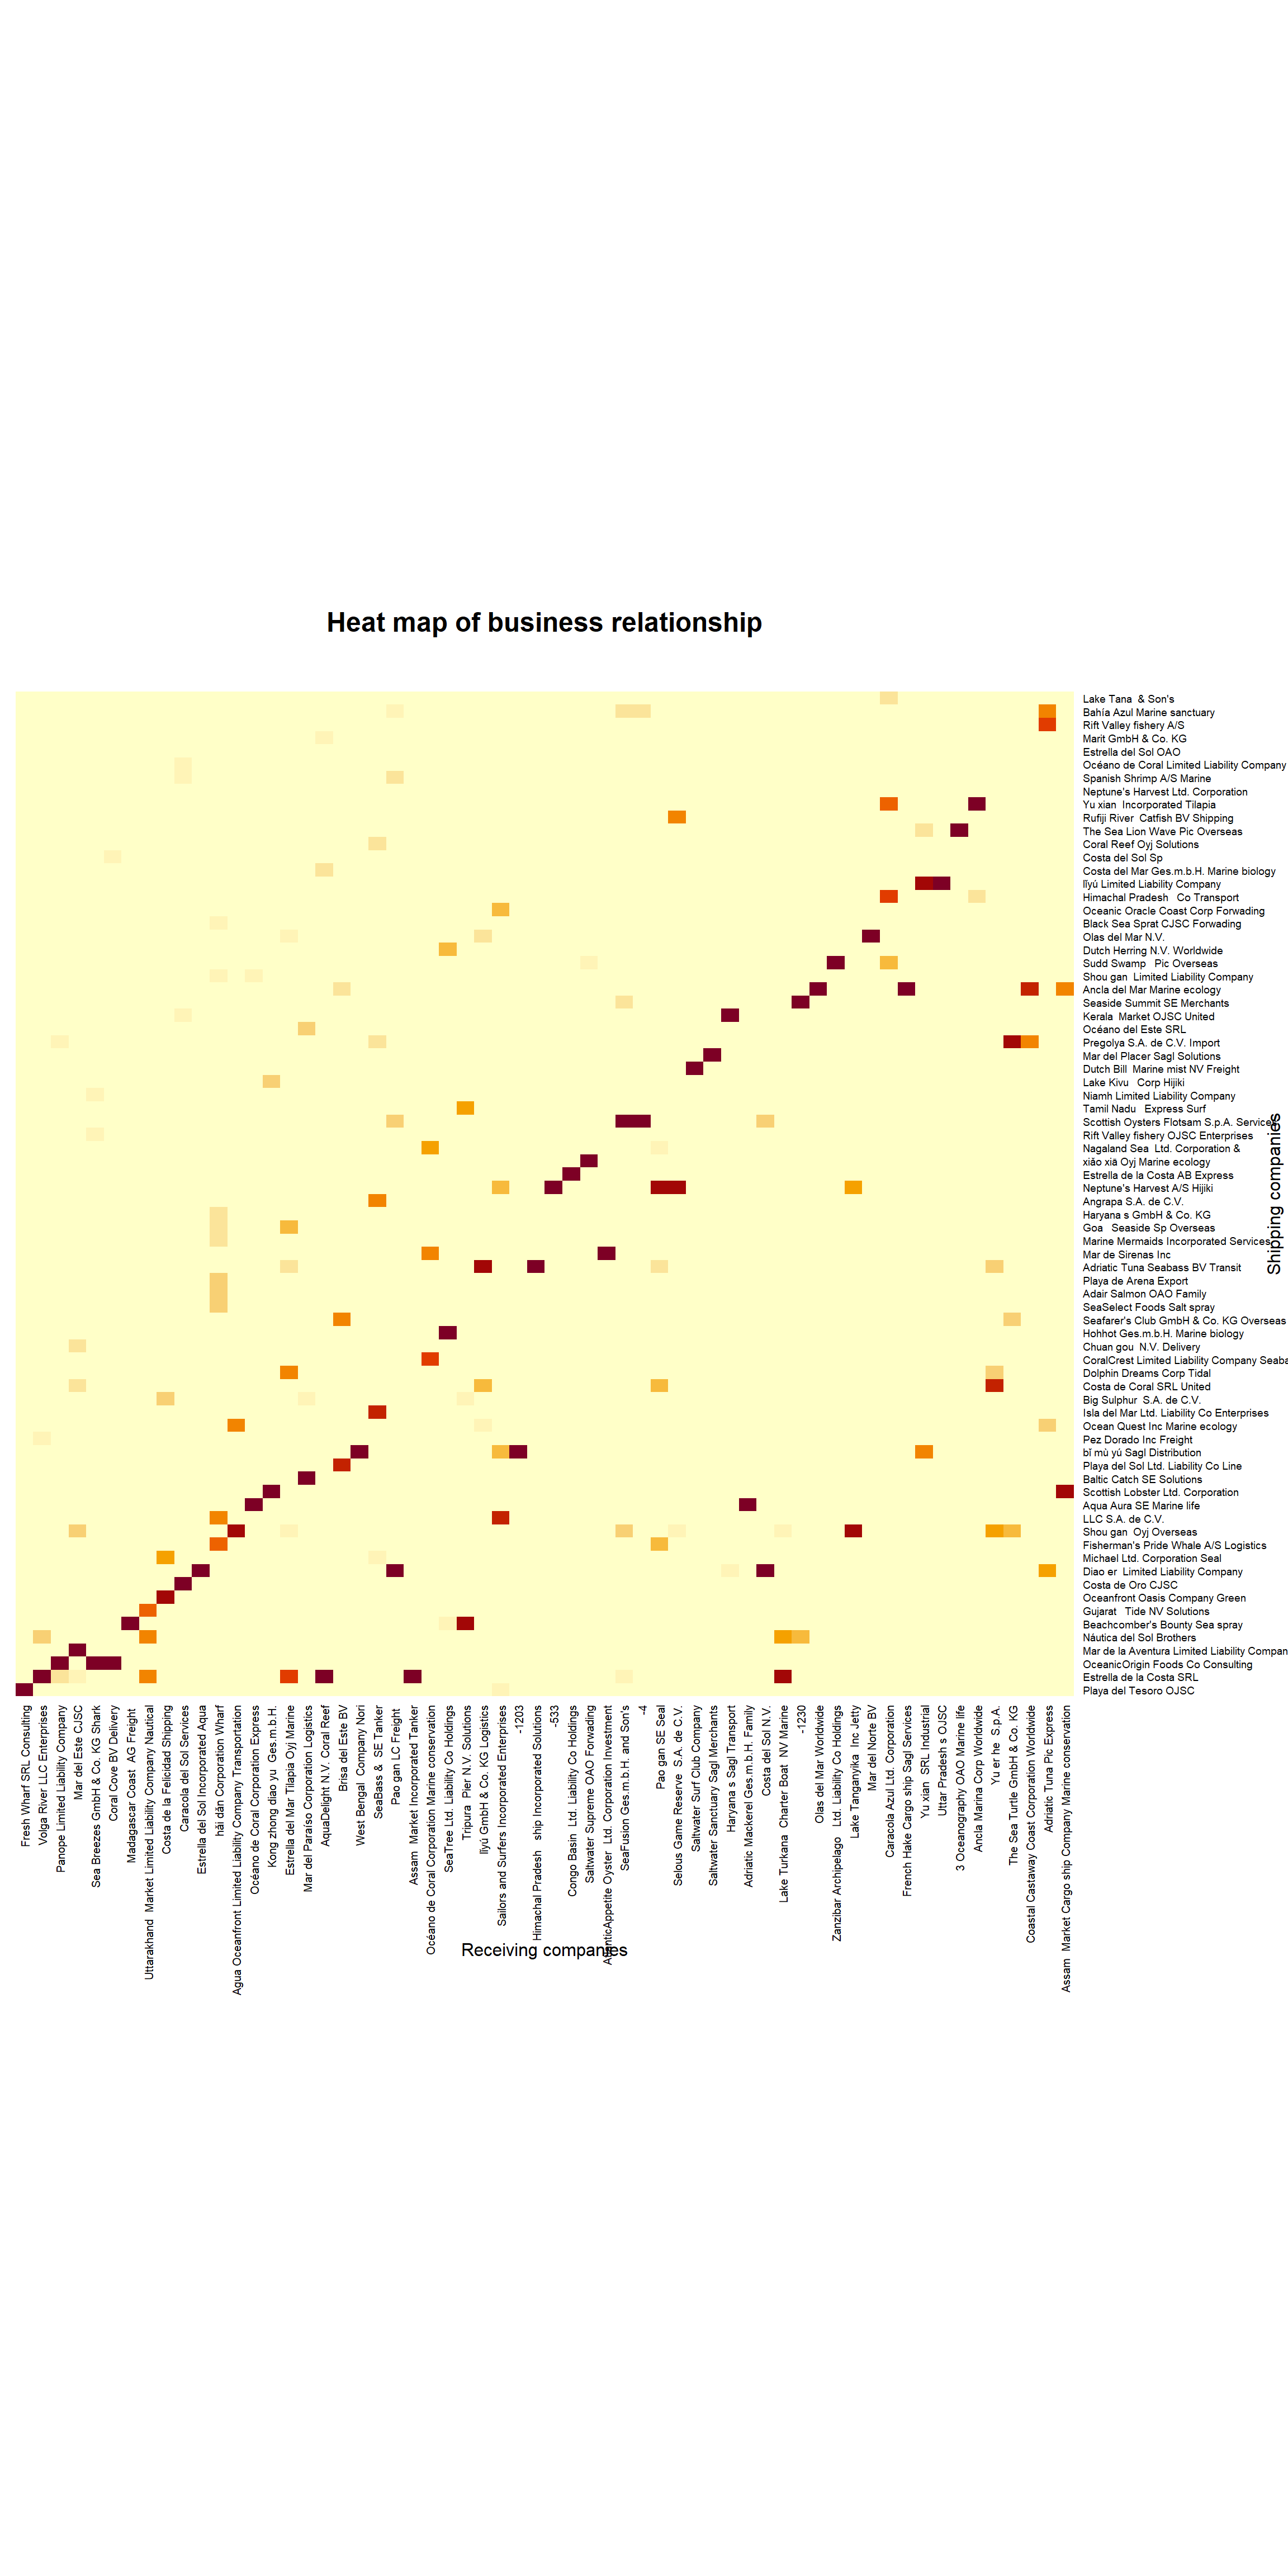 Heat map of business relationship
Lake Tana  & Son's
Bahía Azul Marine sanctuary
Rift Valley fishery A/S
Marit GmbH & Co. KG
Estrella del Sol OAO
Océano de Coral Limited Liability Company
Spanish Shrimp A/S Marine
Neptune's Harvest Ltd. Corporation
Yu xian  Incorporated Tilapia
Rufiji River  Catfish BV Shipping
The Sea Lion Wave Pic Overseas
Coral Reef Oyj Solutions
Costa del Sol Sp
Costa del Mar Ges.m.b.H. Marine biology
lǐyú Limited Liability Company
Himachal Pradesh   Co Transport
Oceanic Oracle Coast Corp Forwading
Black Sea Sprat CJSC Forwading
Olas del Mar N.V.
Dutch Herring N.V. Worldwide
Sudd Swamp   Pic Overseas
Shou gan  Limited Liability Company
Ancla del Mar Marine ecology
Seaside Summit SE Merchants
Kerala  Market OJSC United
Océano del Este SRL
Pregolya S.A. de C.V. Import
Mar del Placer Sagl Solutions
Dutch Bill  Marine mist NV Freight
Lake Kivu   Corp Hijiki
Niamh Limited Liability Company
Tamil Nadu   Express Surf
Scottish Oysters Flotsam S.p.A. Services
Rift Valley fishery OJSC Enterprises
Nagaland Sea  Ltd. Corporation &
xiǎo xiā Oyj Marine ecology
Estrella de la Costa AB Express
Neptune's Harvest A/S Hijiki
Angrapa S.A. de C.V.
Haryana s GmbH & Co. KG
Goa   Seaside Sp Overseas
Marine Mermaids Incorporated Services
Mar de Sirenas Inc
Adriatic Tuna Seabass BV Transit
Playa de Arena Export
Adair Salmon OAO Family
SeaSelect Foods Salt spray
Seafarer's Club GmbH & Co. KG Overseas
Hohhot Ges.m.b.H. Marine biology
Chuan gou  N.V. Delivery
CoralCrest Limited Liability Company Seaba
Dolphin Dreams Corp Tidal
Costa de Coral SRL United
Big Sulphur  S.A. de C.V.
Isla del Mar Ltd. Liability Co Enterprises
Ocean Quest Inc Marine ecology
Pez Dorado Inc Freight
bǐ mù yú Sagl Distribution
Playa del Sol Ltd. Liability Co Line
Baltic Catch SE Solutions
Scottish Lobster Ltd. Corporation
Aqua Aura SE Marine life
LLC S.A. de C.V.
Shou gan  Oyj Overseas
Fisherman's Pride Whale A/S Logistics
Michael Ltd. Corporation Seal
Diao er  Limited Liability Company
Costa de Oro CJSC
Oceanfront Oasis Company Green
Gujarat   Tide NV Solutions
Beachcomber's Bounty Sea spray
Náutica del Sol Brothers
Mar de la Aventura Limited Liability Compan
OceanicOrigin Foods Co Consulting
Estrella de la Costa SRL
Playa del Tesoro OJSC
Shipping companies
Fresh Wharf SRL Consulting
Volga River LLC Enterprises
Panope Limited Liability Company
Mar del Este CJSC
Sea Breezes GmbH & Co. KG Shark
Coral Cove BV Delivery
Madagascar Coast  AG Freight
Uttarakhand  Market Limited Liability Company Nautical
Costa de la Felicidad Shipping
Caracola del Sol Services
Estrella del Sol Incorporated Aqua
hǎi dǎn Corporation Wharf
Agua Oceanfront Limited Liability Company Transportation
Océano de Coral Corporation Express
Kong zhong diao yu  Ges.m.b.H.
Estrella del Mar Tilapia Oyj Marine
Mar del Paraíso Corporation Logistics
AquaDelight N.V. Coral Reef
Brisa del Este BV
West Bengal  Company Nori
SeaBass &  SE Tanker
Pao gan LC Freight
Assam  Market Incorporated Tanker
Océano de Coral Corporation Marine conservation
SeaTree Ltd. Liability Co Holdings
Tripura  Pier N.V. Solutions
lǐyú GmbH & Co. KG Logistics
Sailors and Surfers Incorporated Enterprises
-1203
Himachal Pradesh   ship Incorporated Solutions
-533
Congo Basin  Ltd. Liability Co Holdings
Saltwater Supreme OAO Forwading
AtlanticAppetite Oyster  Ltd. Corporation Investment
SeaFusion Ges.m.b.H. and Son's
-4
Pao gan SE Seal
Selous Game Reserve  S.A. de C.V.
Saltwater Surf Club Company
Saltwater Sanctuary Sagl Merchants
Haryana s Sagl Transport
Adriatic Mackerel Ges.m.b.H. Family
Costa del Sol N.V.
Lake Turkana  Charter Boat  NV Marine
-1230
Olas del Mar Worldwide
Zanzibar Archipelago   Ltd. Liability Co Holdings
Lake Tanganyika  Inc Jetty
Mar del Norte BV
Caracola Azul Ltd. Corporation
French Hake Cargo ship Sagl Services
Yu xian  SRL Industrial
Uttar Pradesh s OJSC
3 Oceanography OAO Marine life
Ancla Marina Corp Worldwide
Yu er he  S.p.A.
The Sea Turtle GmbH & Co. KG
Coastal Castaway Coast Corporation Worldwide
Adriatic Tuna Pic Express
Assam  Market Cargo ship Company Marine conservation
Receiving companies